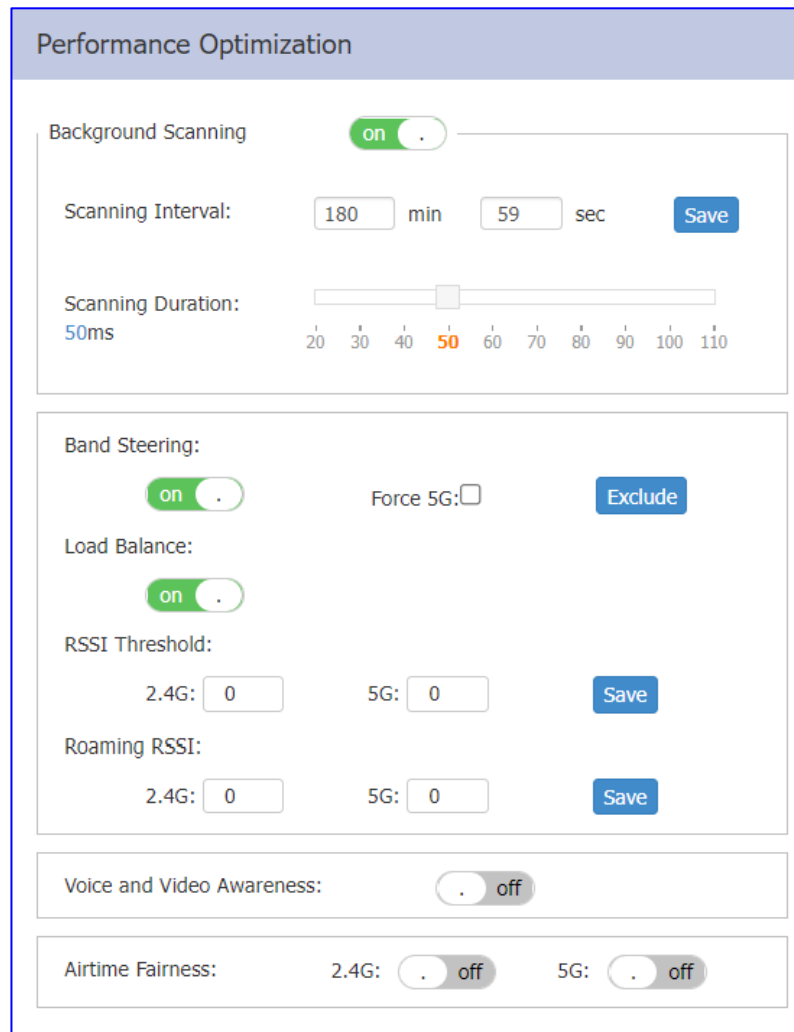 Performance Optimization
Background Scanning on .
Scanning Interval: 180 min 59 sec Save
Scanning Duration:
50ms
20 30 40 50 60 70 80 90 100 110
Band Steering:
on . Force 5G: Exclude
Load Balance:
on .
RSSI Threshold:
2.4G: 0 5G: 0 Save
Roaming RSSI:
2.4G: 0 5G: 0 Save
Voice and Video Awareness: . off
Airtime Fairness: 2.4G: . off 5G: . off